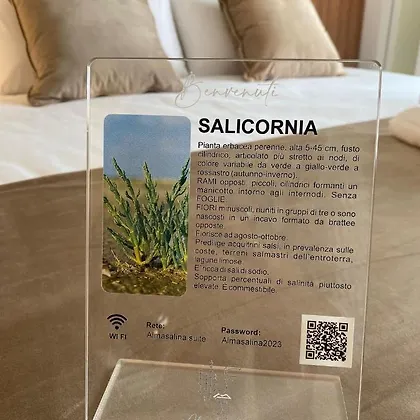 Benvenuti
SALICORNIA
Pianta erbacea perenne, alta 5-45 cm, fusto
cilindrico, articolato più stretto ai nodi, di
colore variabile da verde a giallo-verde a
rossastro (autunno-inverno).
RAMI opposti, piccoli, cilindrici formanti un
manicotto intorno agli internodi. Senza
FOGLIE
FIORI minuscoli, riuniti in gruppi di tre o sono
nascosti in un incavo formato da brattee
opposte.
Fiorisce ad agosto-ottobre.
Predilige acquitrini salsi, in prevalenza sulle
coste, terreni salmastri dell'entroterra,
lagune limose.
E' ricca di sali di sodio.
Sopporta percentuali di salinità piuttosto
elevate. E' commestibile.
WI FI
Rete:
Almasalina suite
Password:
Almasalina2023